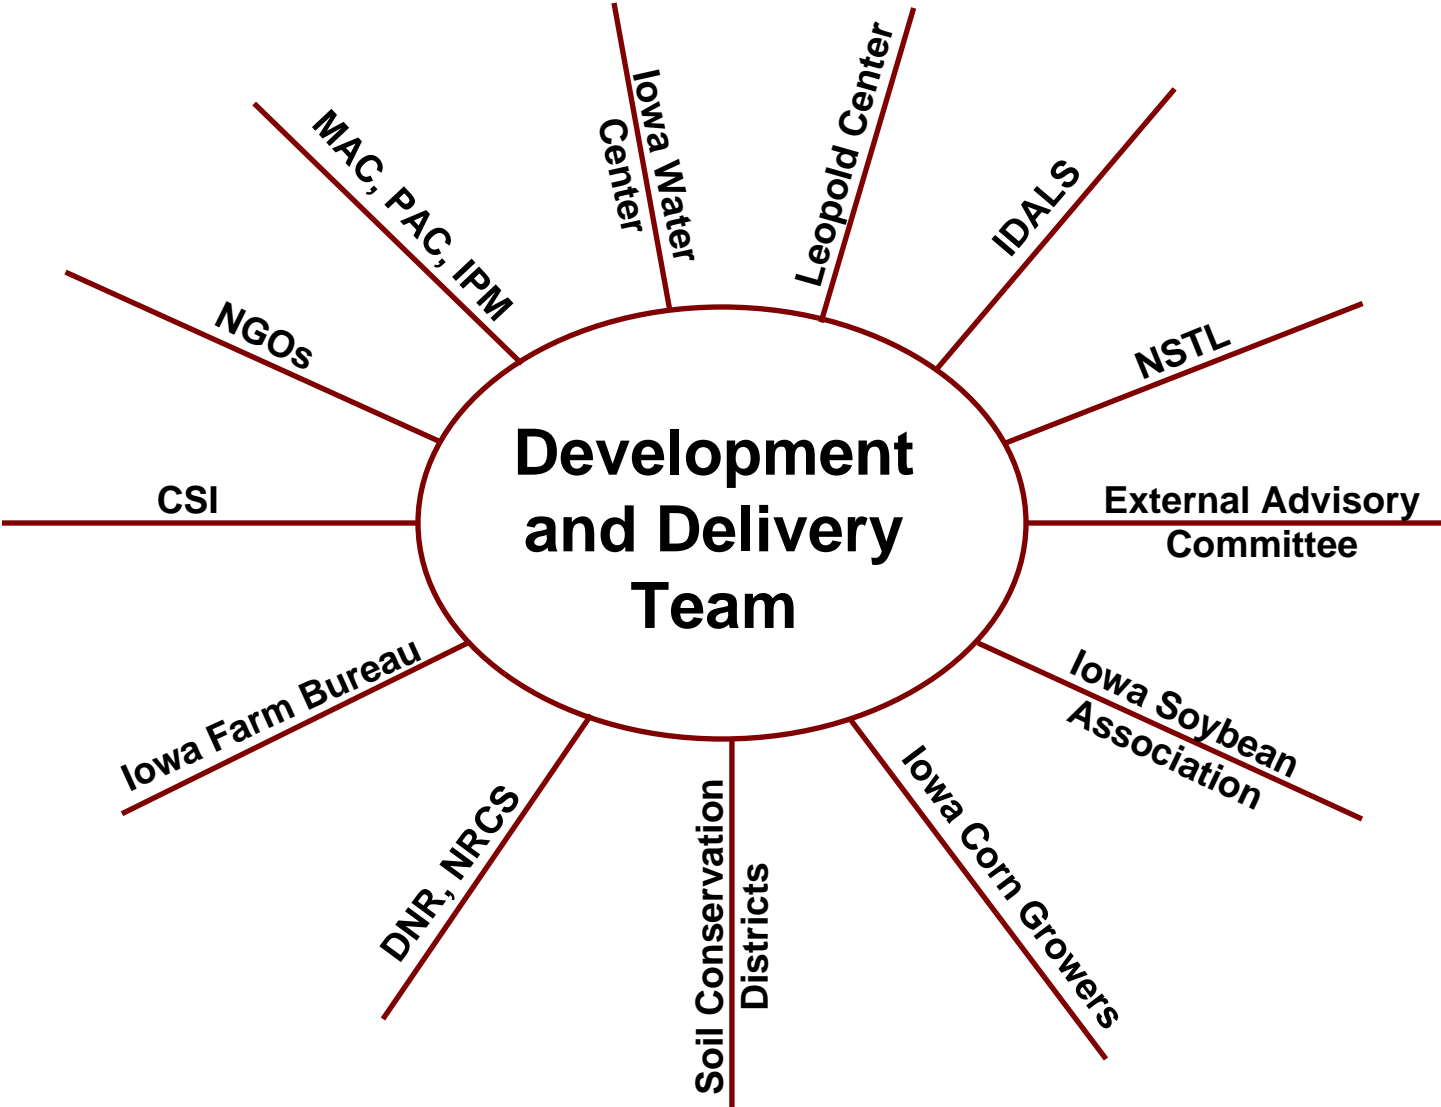 Iowa Water
Center
Leopold Center
IDALS
MAC, PAC, IPM
NSTL
NGOs
Development
and Delivery
Team
CSI
External Advisory
Committee
Iowa Farm Bureau
Iowa Soybean
Association
DNR, NRCS
Soil Conservation
Districts
Iowa Corn Growers